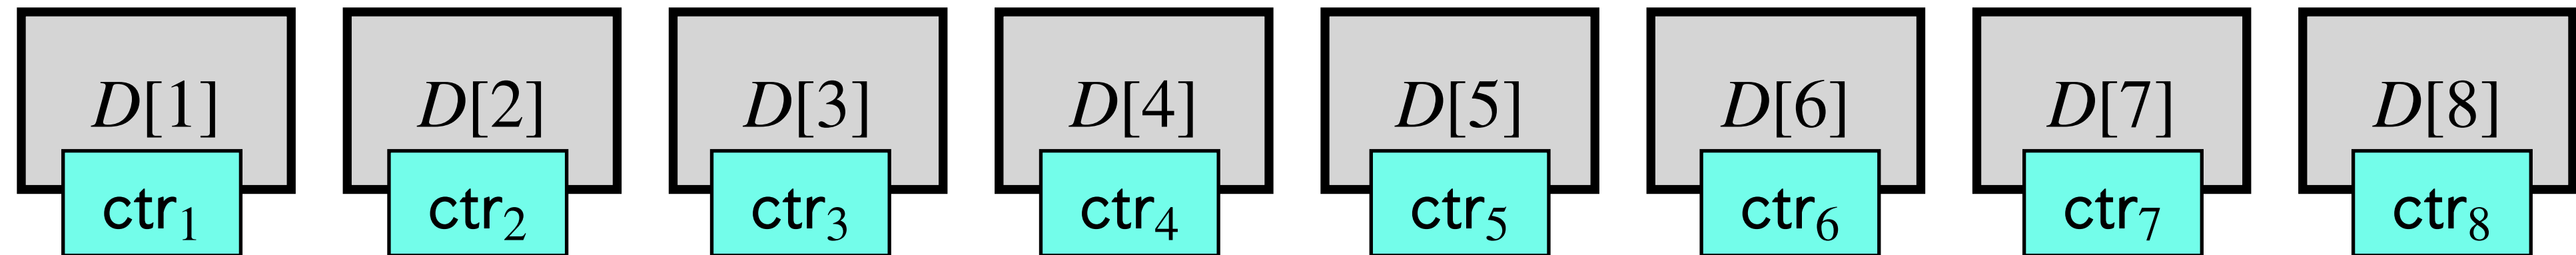 D[1] D[2] D[3] D[4] D[5] D[6] D[7] D[8]
ctr₁ ctr₂ ctr₃ ctr₄ ctr₅ ctr₆ ctr₇ ctr₈